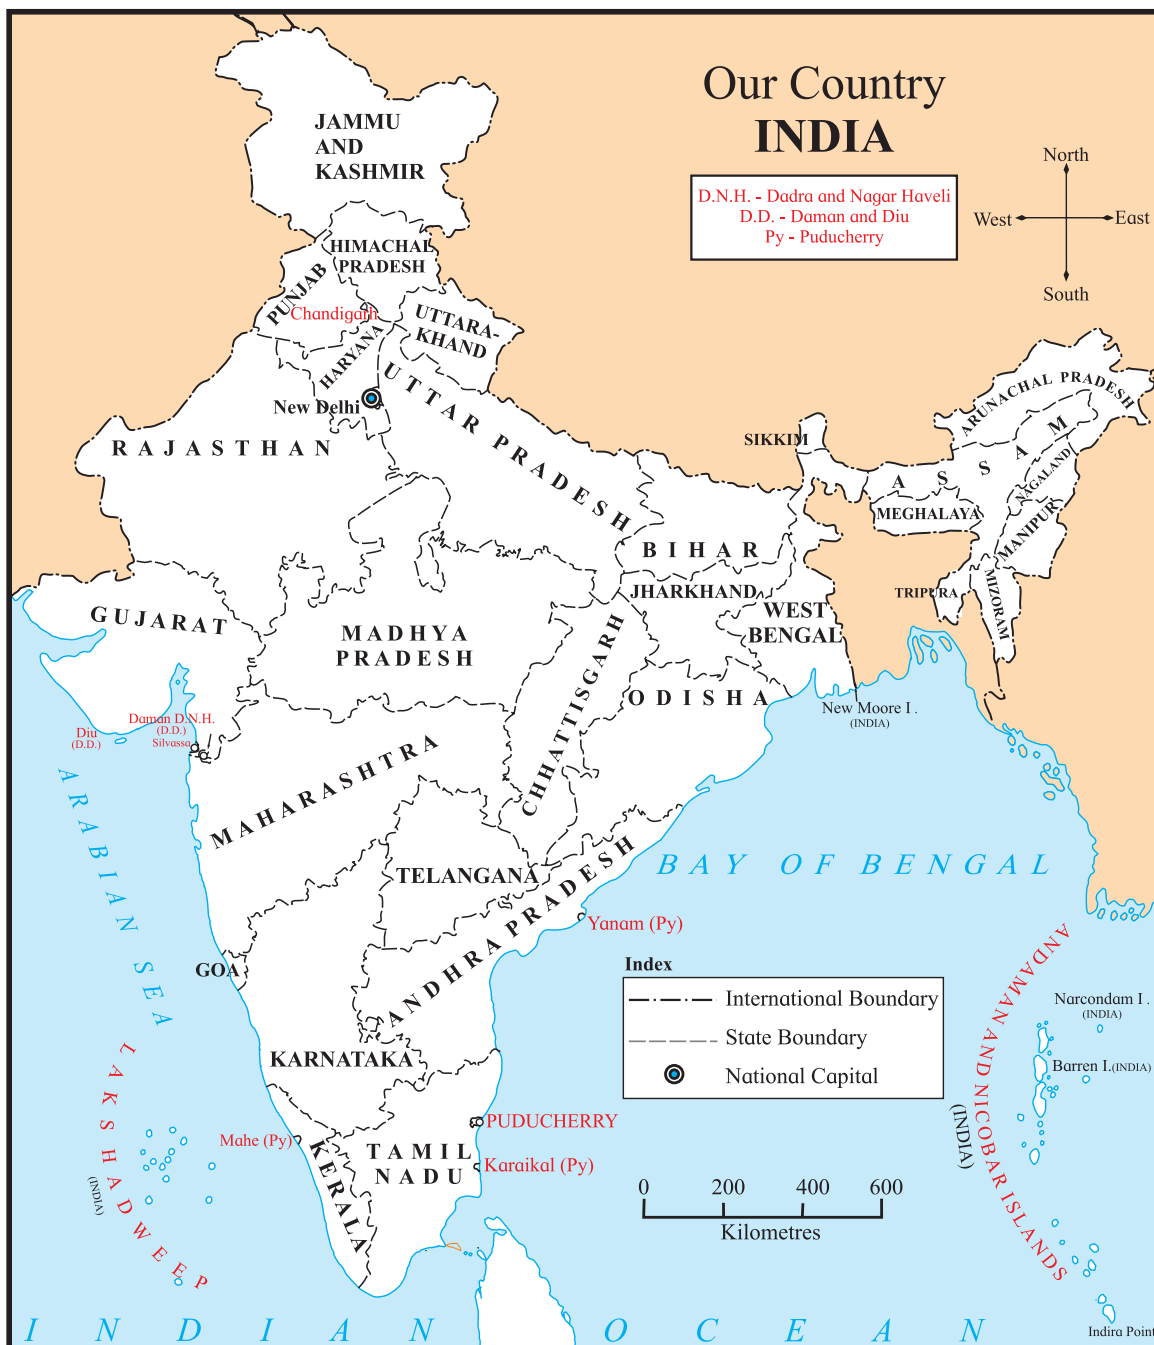 Our Country
INDIA
D.N.H. - Dadra and Nagar Haveli
D.D. - Daman and Diu
Py - Puducherry
North
West
East
South
JAMMU
AND
KASHMIR
HIMACHAL
PRADESH
PUNJAB
Chandigarh
UTTARA-
KHAND
HARYANA
New Delhi
UTTAR PRADESH
RAJASTHAN
SIKKIM
ARUNACHAL PRADESH
ASSAM
NAGALAND
MEGHALAYA
MANIPUR
BIHAR
TRIPURA
MIZORAM
JHARKHAND
WEST
BENGAL
GUJARAT
MADHYA
PRADESH
CHHATTISGARH
ODISHA
New Moore I .
(INDIA)
Daman D.N.H.
(D.D.)
Silvassa
Diu
(D.D.)
MAHARASHTRA
ARABIAN SEA
TELANGANA
BAY OF BENGAL
ANDHRA PRADESH
Yanam (Py)
GOA
Index
International Boundary
State Boundary
National Capital
ANDAMAN AND NICOBAR ISLANDS
(INDIA)
Narcondam I .
(INDIA)
Barren I.(INDIA)
KARNATAKA
LAKSHADWEEP
(INDIA)
PUDUCHERRY
Mahe (Py)
KERALA
TAMIL
NADU
Karaikal (Py)
0 200 400 600
Kilometres
Indira Point
INDIAN OCEAN